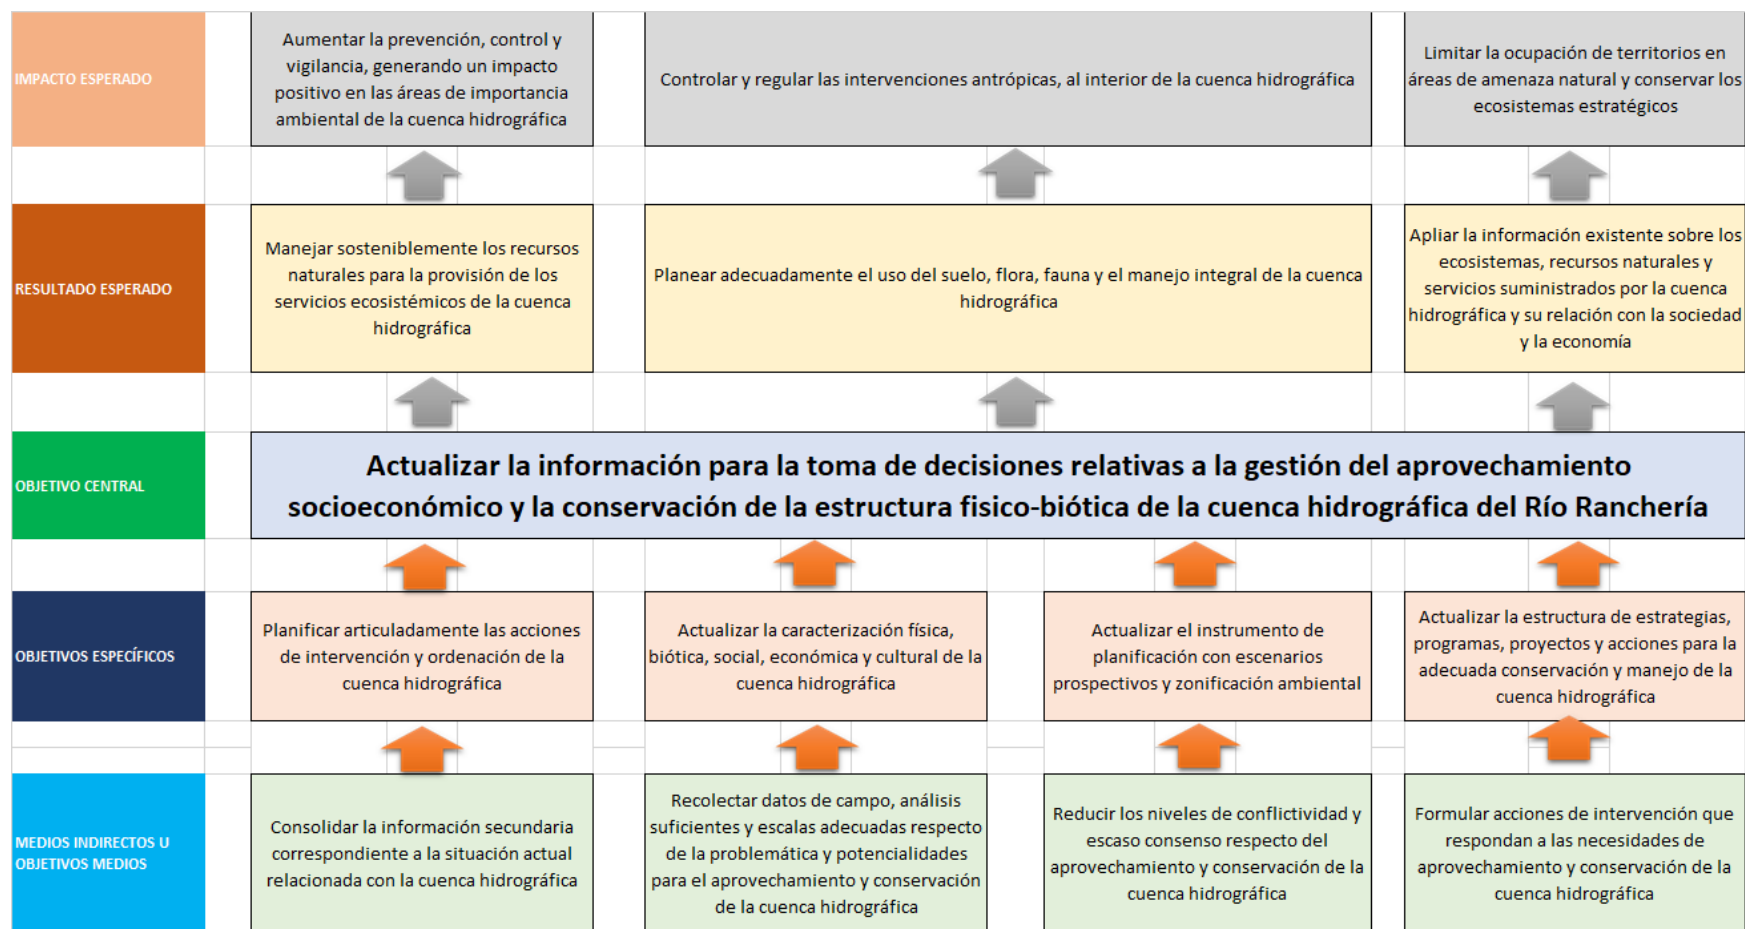 IMPACTO ESPERADO
Aumentar la prevención, control y
vigilancia, generando un impacto
positivo en las áreas de importancia
ambiental de la cuenca hidrográfica
Controlar y regular las intervenciones antrópicas, al interior de la cuenca hidrográfica
Limitar la ocupación de territorios en
áreas de amenaza natural y conservar los
ecosistemas estratégicos
RESULTADO ESPERADO
Manejar sosteniblemente los recursos
naturales para la provisión de los
servicios ecosistémicos de la cuenca
hidrográfica
Planear adecuadamente el uso del suelo, flora, fauna y el manejo integral de la cuenca
hidrográfica
Apliar la información existente sobre los
ecosistemas, recursos naturales y
servicios suministrados por la cuenca
hidrográfica y su relación con la sociedad
y la economía
OBJETIVO CENTRAL
Actualizar la información para la toma de decisiones relativas a la gestión del aprovechamiento
socioeconómico y la conservación de la estructura fisico-biótica de la cuenca hidrográfica del Río Ranchería
OBJETIVOS ESPECÍFICOS
Planificar articuladamente las acciones
de intervención y ordenación de la
cuenca hidrográfica
Actualizar la caracterización física,
biótica, social, económica y cultural de la
cuenca hidrográfica
Actualizar el instrumento de
planificación con escenarios
prospectivos y zonificación ambiental
Actualizar la estructura de estrategias,
programas, proyectos y acciones para la
adecuada conservación y manejo de la
cuenca hidrográfica
MEDIOS INDIRECTOS U
OBJETIVOS MEDIOS
Consolidar la información secundaria
correspondiente a la situación actual
relacionada con la cuenca hidrográfica
Recolectar datos de campo, análisis
suficientes y escalas adecuadas respecto
de la problemática y potencialidades
para el aprovechamiento y conservación
de la cuenca hidrográfica
Reducir los niveles de conflictividad y
escaso consenso respecto del
aprovechamiento y conservación de la
cuenca hidrográfica
Formular acciones de intervención que
respondan a las necesidades de
aprovechamiento y conservación de la
cuenca hidrográfica